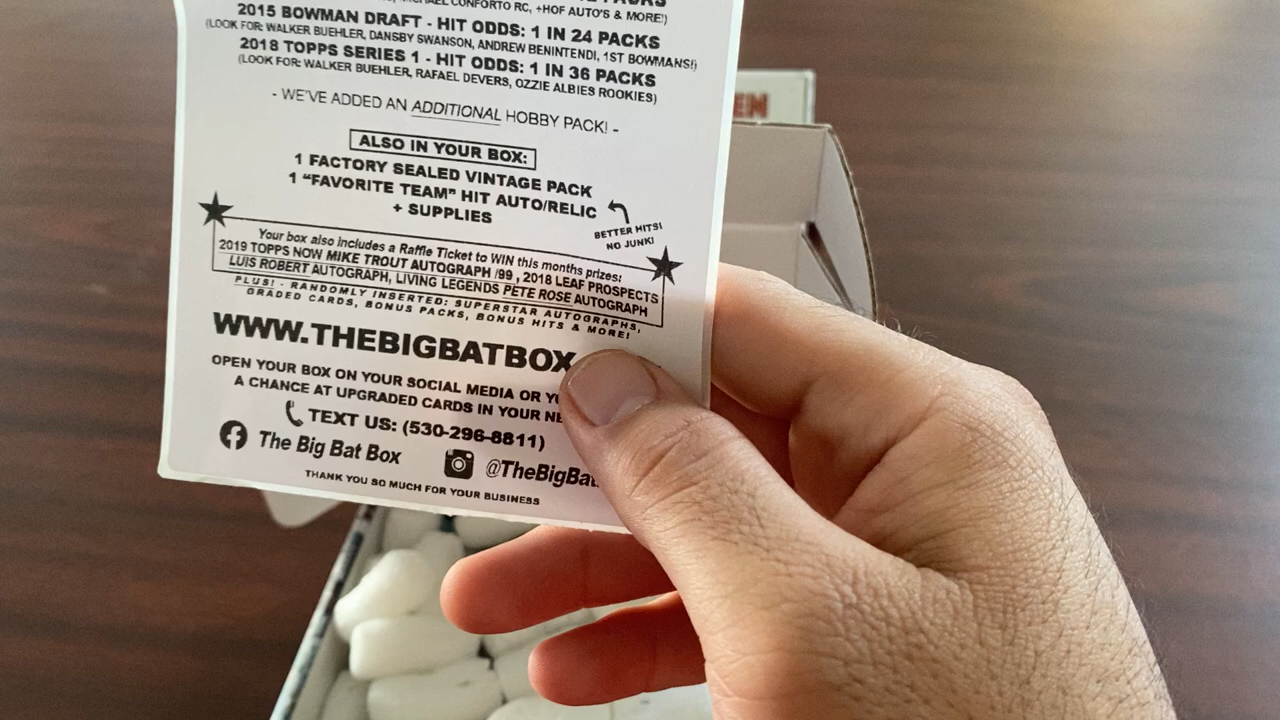 MICHAEL CONFORTO RC, +HOF AUTO'S & MORE!)
2015 BOWMAN DRAFT - HIT ODDS: 1 IN 24 PACKS
(LOOK FOR: WALKER BUEHLER, DANSBY SWANSON, ANDREW BENINTENDI, 1ST BOWMANS!)
2018 TOPPS SERIES 1 - HIT ODDS: 1 IN 36 PACKS
(LOOK FOR: WALKER BUEHLER, RAFAEL DEVERS, OZZIE ALBIES ROOKIES)
- WE'VE ADDED AN ADDITIONAL HOBBY PACK! -
ALSO IN YOUR BOX:
1 FACTORY SEALED VINTAGE PACK
1 "FAVORITE TEAM" HIT AUTO/RELIC
+ SUPPLIES
BETTER HITS!
NO JUNK!
Your box also includes a Raffle Ticket to WIN this months prizes:
2019 TOPPS NOW MIKE TROUT AUTOGRAPH /99 , 2018 LEAF PROSPECTS
LUIS ROBERT AUTOGRAPH, LIVING LEGENDS PETE ROSE AUTOGRAPH
PLUS! - RANDOMLY INSERTED: SUPERSTAR AUTOGRAPHS,
GRADED CARDS, BONUS PACKS, BONUS HITS & MORE!
WWW.THEBIGBATBOX
OPEN YOUR BOX ON YOUR SOCIAL MEDIA OR
A CHANCE AT UPGRADED CARDS IN YOUR
TEXT US: (530-296-8811)
The Big Bat Box
@TheBigBat
THANK YOU SO MUCH FOR YOUR BUSINESS